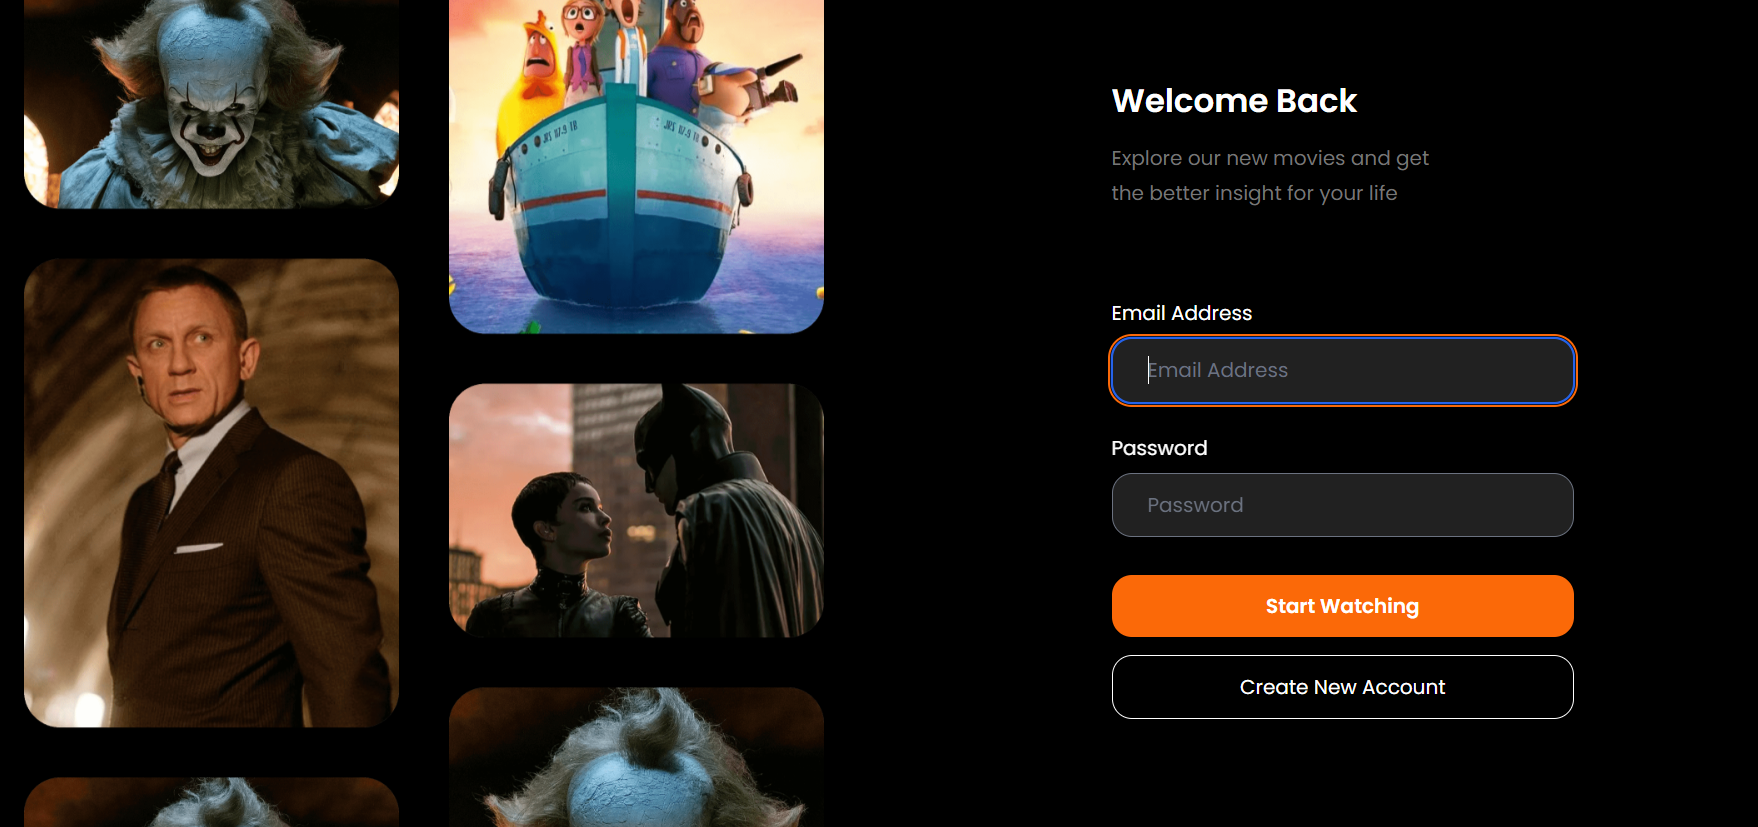 Welcome Back
Explore our new movies and get
the better insight for your life
Email Address
Email Address
Password
Password
Start Watching
Create New Account